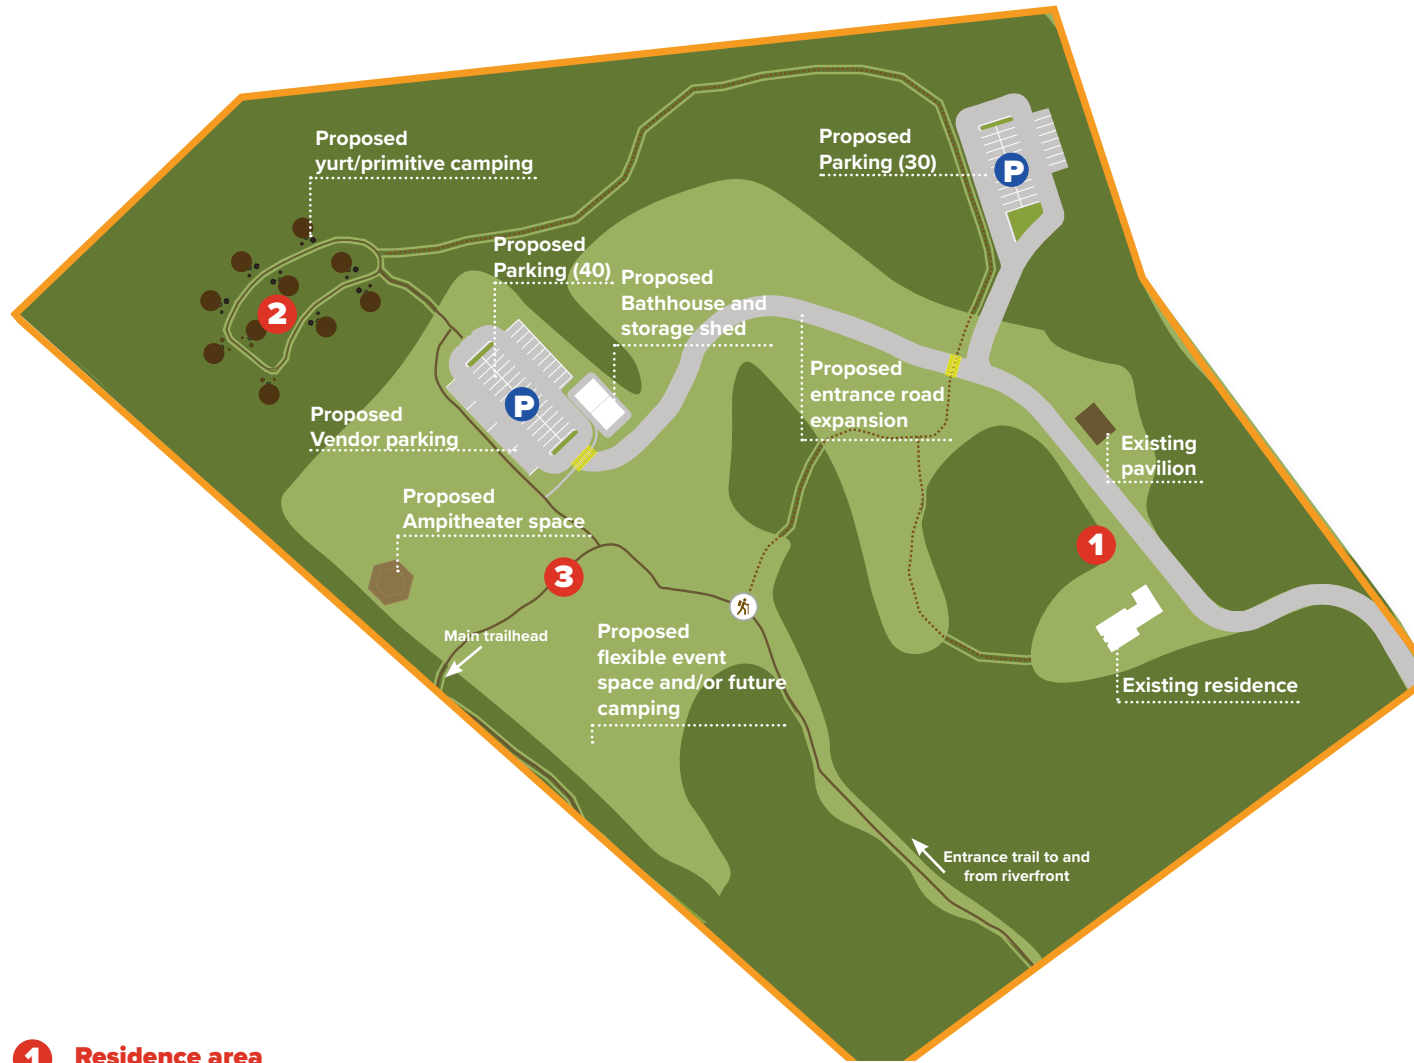 Proposed
yurt/primitive camping
Proposed
Parking (30)
P
Proposed
Parking (40)
Proposed
Bathhouse and
storage shed
2
Proposed
entrance road
expansion
P
Proposed
Vendor parking
Existing
pavilion
Proposed
Ampitheater space
1
3
Main trailhead
Proposed
flexible event
space and/or future
camping
Existing residence
Entrance trail to and
from riverfront
1 Residence area